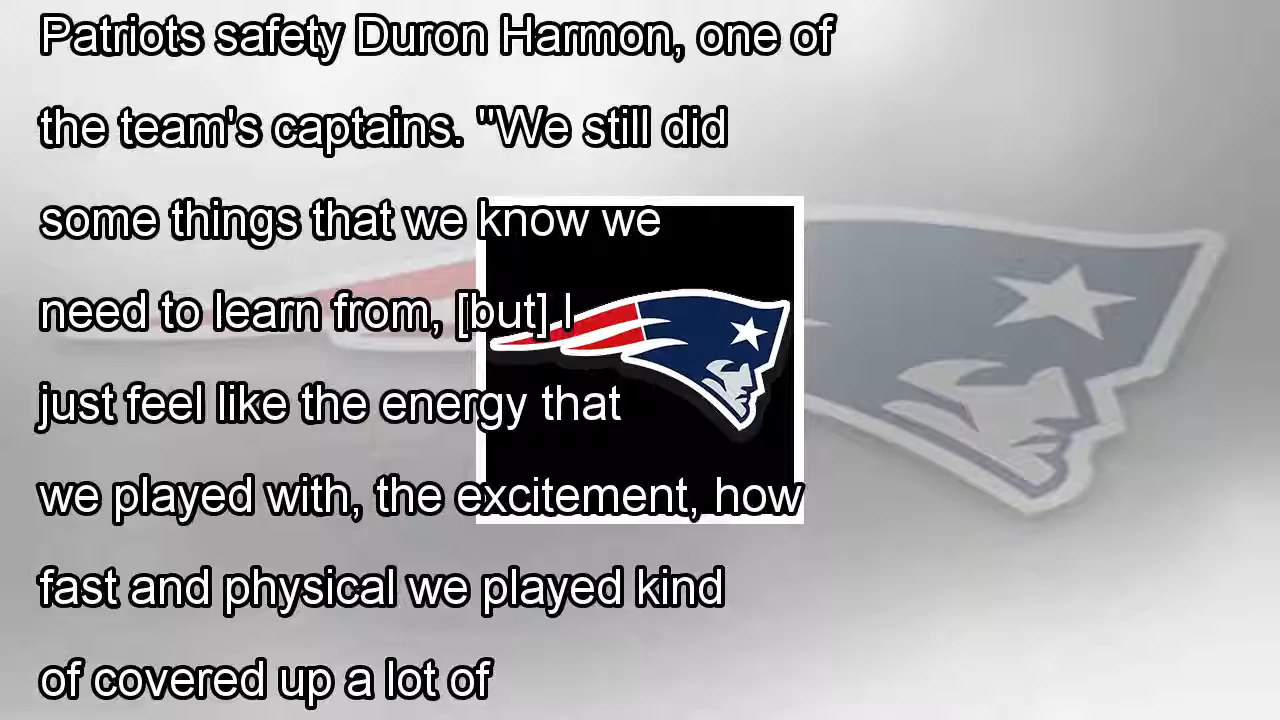 Patriots safety Duron Harmon, one of
the team's captains. "We still did
some things that we know we
need to learn from, [but] I
just feel like the energy that
we played with, the excitement, how
fast and physical we played kind
of covered up a lot of